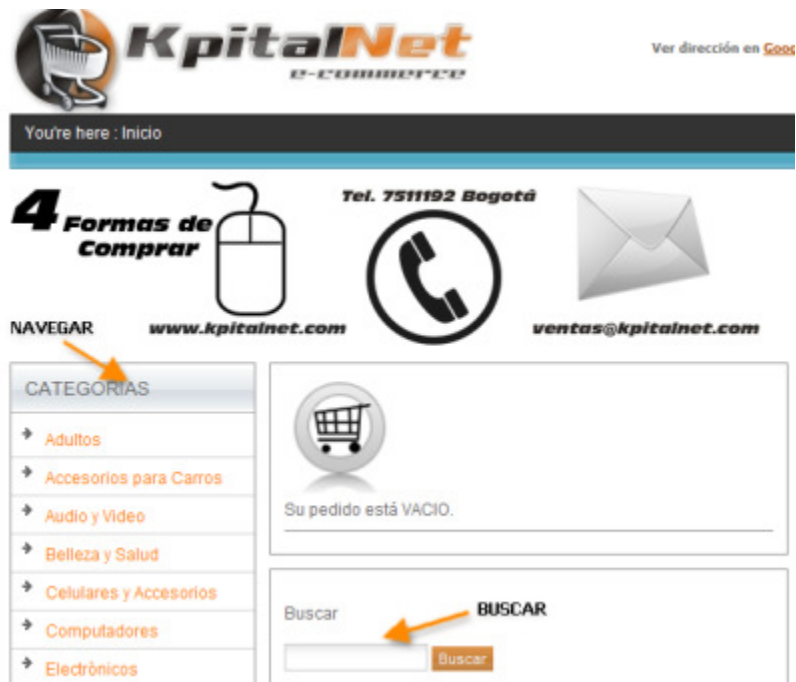 KpitalNet
e-commerce
Ver dirección en Goog
You're here : Inicio
4 Formas de
Comprar
Tel. 7511192 Bogotá
NAVEGAR
www.kpitalnet.com
ventas@kpitalnet.com
CATEGORIAS
Adultos
Accesorios para Carros
Audio y Video
Belleza y Salud
Celulares y Accesorios
Computadores
Electrònicos
Su pedido está VACIO.
Buscar
BUSCAR
Buscar